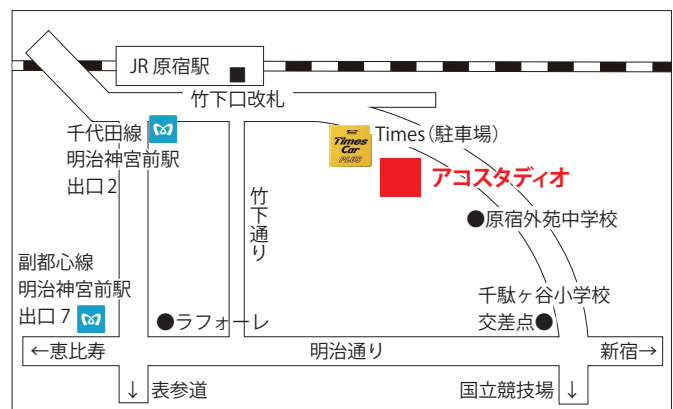 JR 原宿駅
竹下口改札
千代田線
明治神宮前駅
出口 2
Times
Car
PLUS
Times（駐車場）
アコスタディオ
竹下通り
●原宿外苑中学校
副都心線
明治神宮前駅
出口 7
●ラフォーレ
千駄ヶ谷小学校
交差点●
←恵比寿
明治通り
新宿→
↓ 表参道
国立競技場 ↓